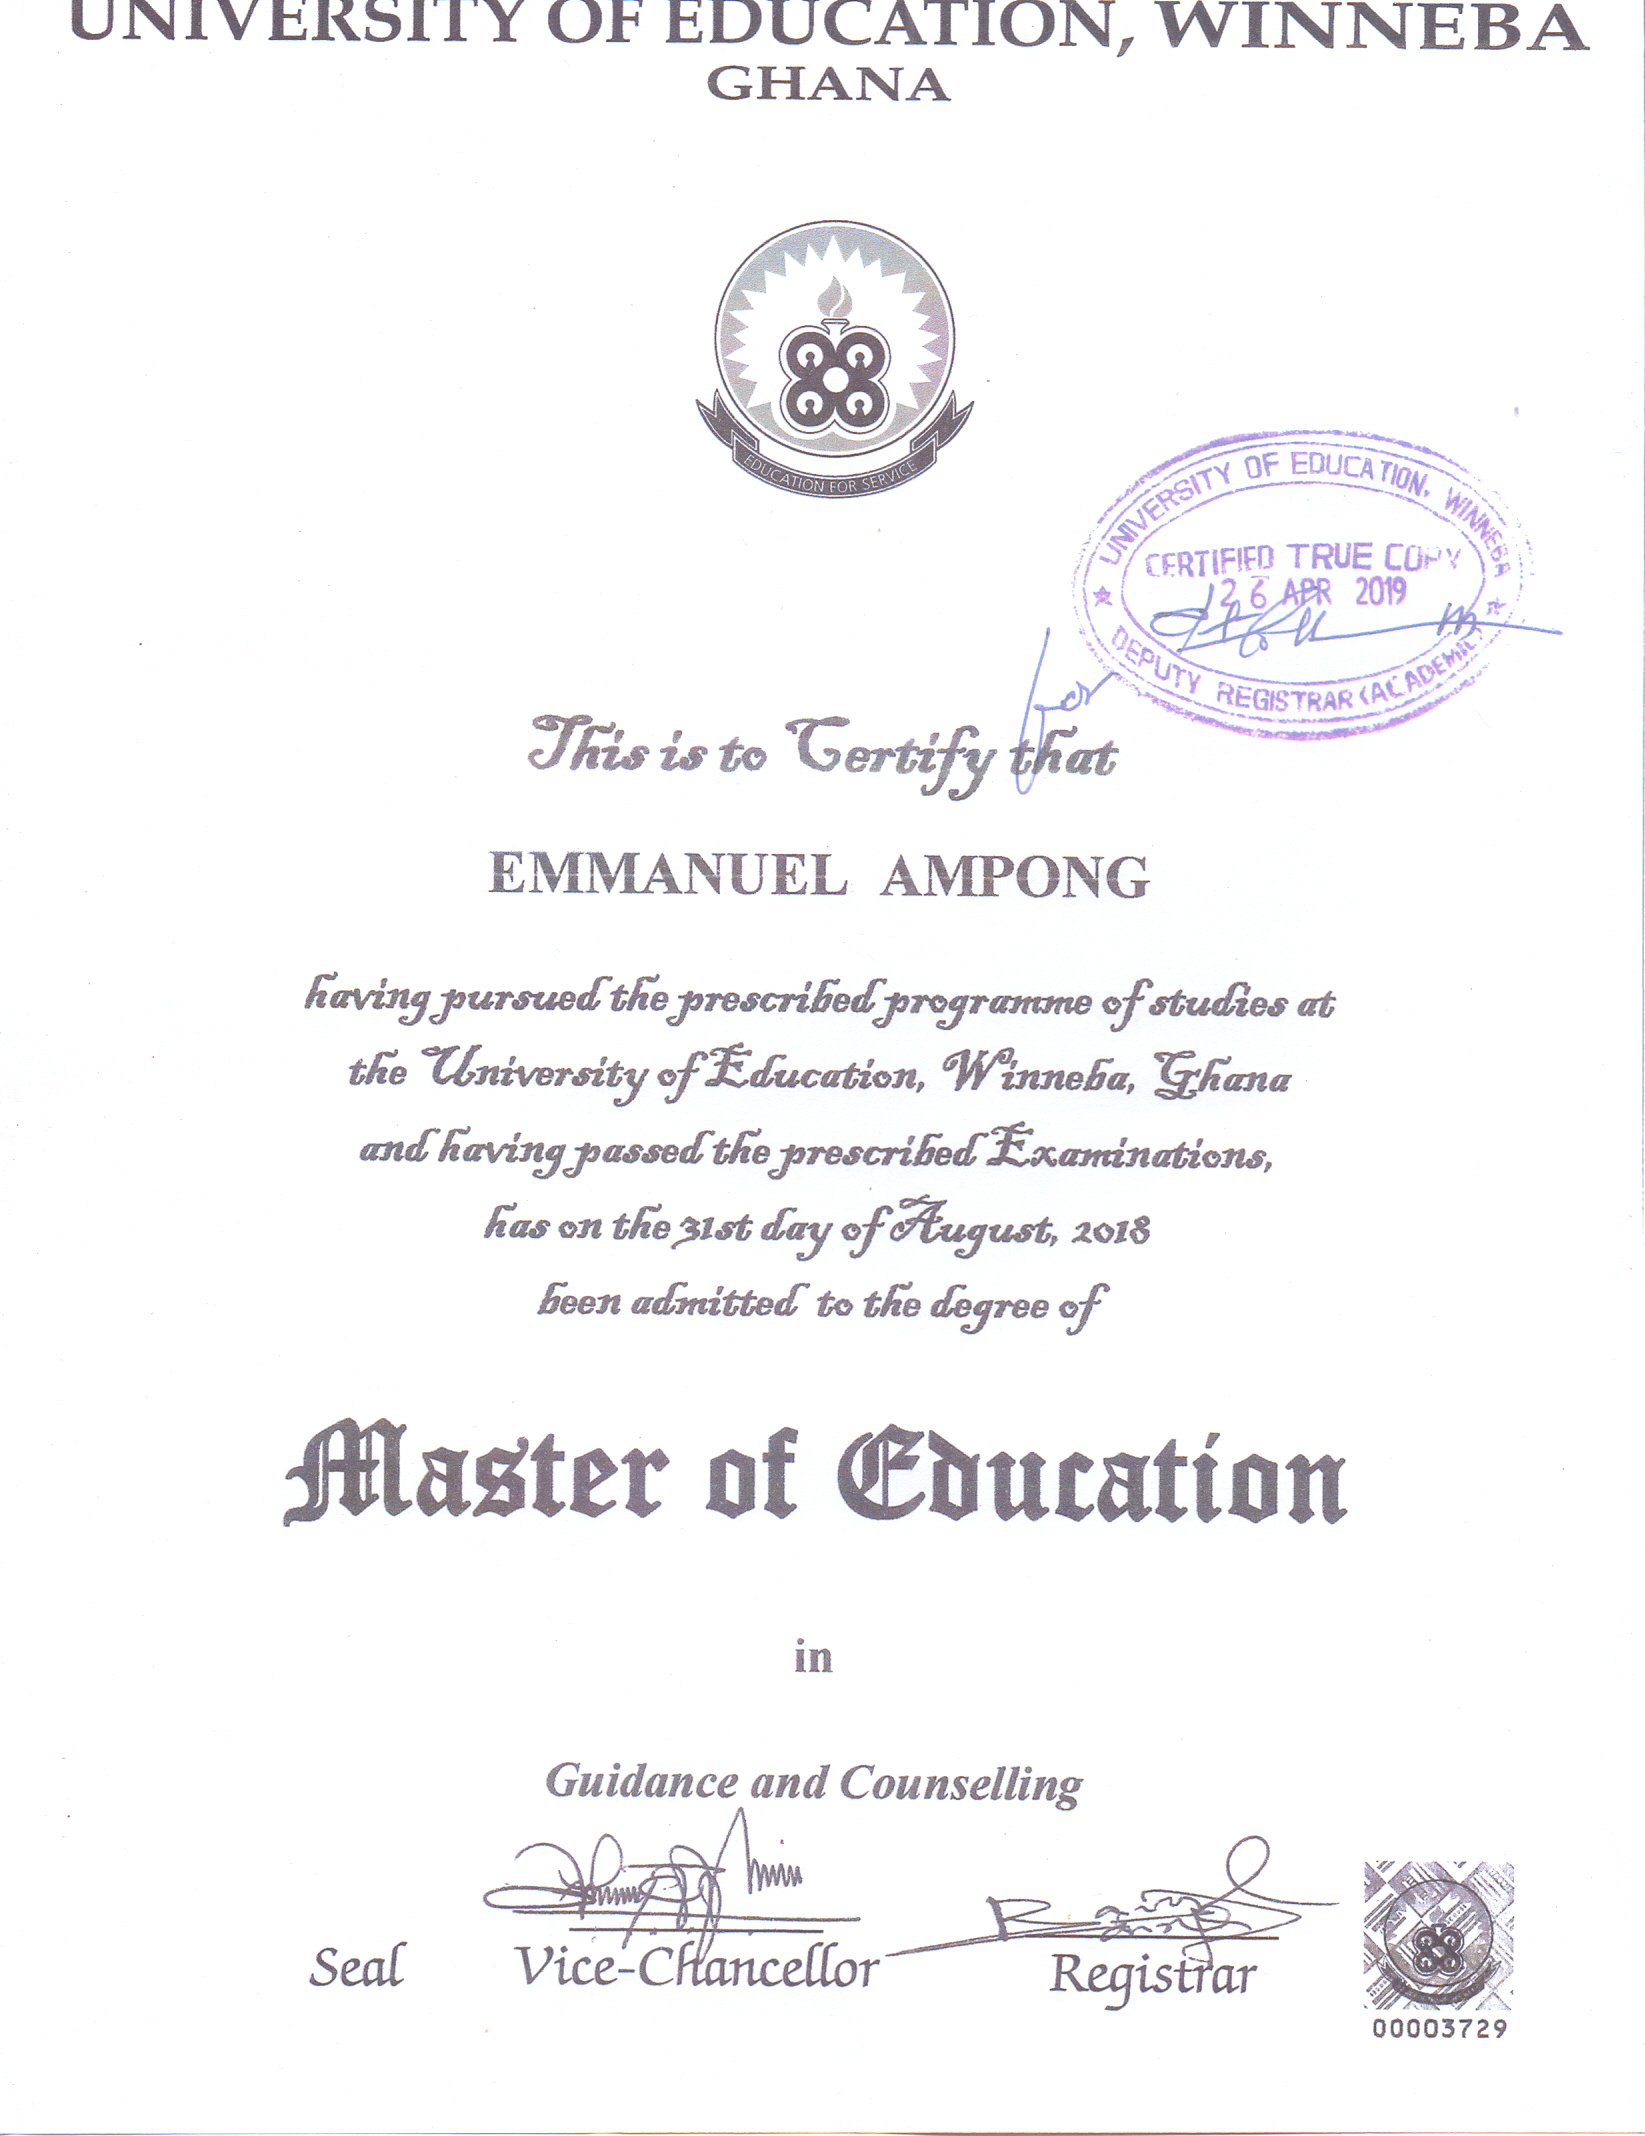 UNIVERSITY OF EDUCATION, WINNEBA
GHANA
EDUCATION FOR SERVICE
UNIVERSITY OF EDUCATION, WINNEBA
CERTIFIED TRUE COPY
26 APR 2019
DEPUTY REGISTRAR (ACADEMIC)
for
This is to Certify that
EMMANUEL AMPONG
having pursued the prescribed programme of studies at
the University of Education, Winneba, Ghana
and having passed the prescribed Examinations,
has on the 31st day of August, 2018
been admitted to the degree of
Master of Education
in
Guidance and Counselling
Seal Vice-Chancellor Registrar
00003729